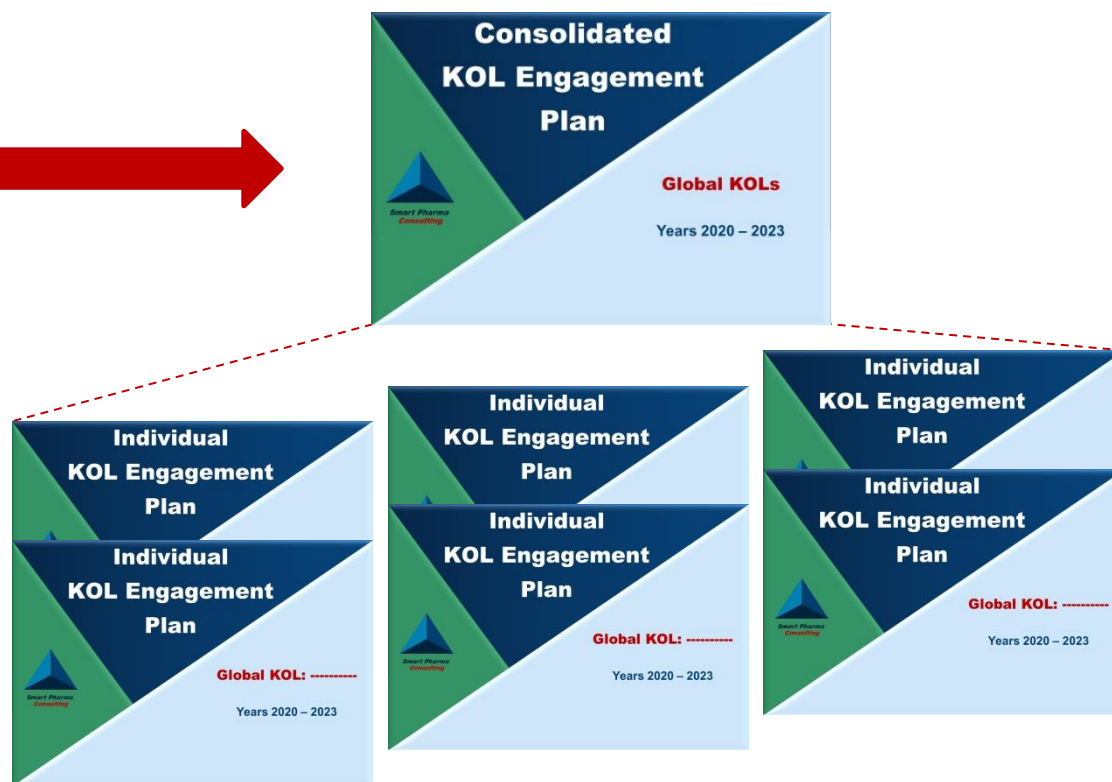 Consolidated
KOL Engagement
Plan
Smart Pharma
Consulting
Global KOLs
Years 2020 – 2023
Individual
KOL Engagement
Plan
Individual
KOL Engagement
Plan
Smart Pharma
Consulting
Global KOL: ----------
Years 2020 – 2023
Individual
KOL Engagement
Plan
Individual
KOL Engagement
Plan
Smart Pharma
Consulting
Global KOL: ----------
Years 2020 – 2023
Individual
KOL Engagement
Plan
Individual
KOL Engagement
Plan
Smart Pharma
Consulting
Global KOL: ----------
Years 2020 – 2023